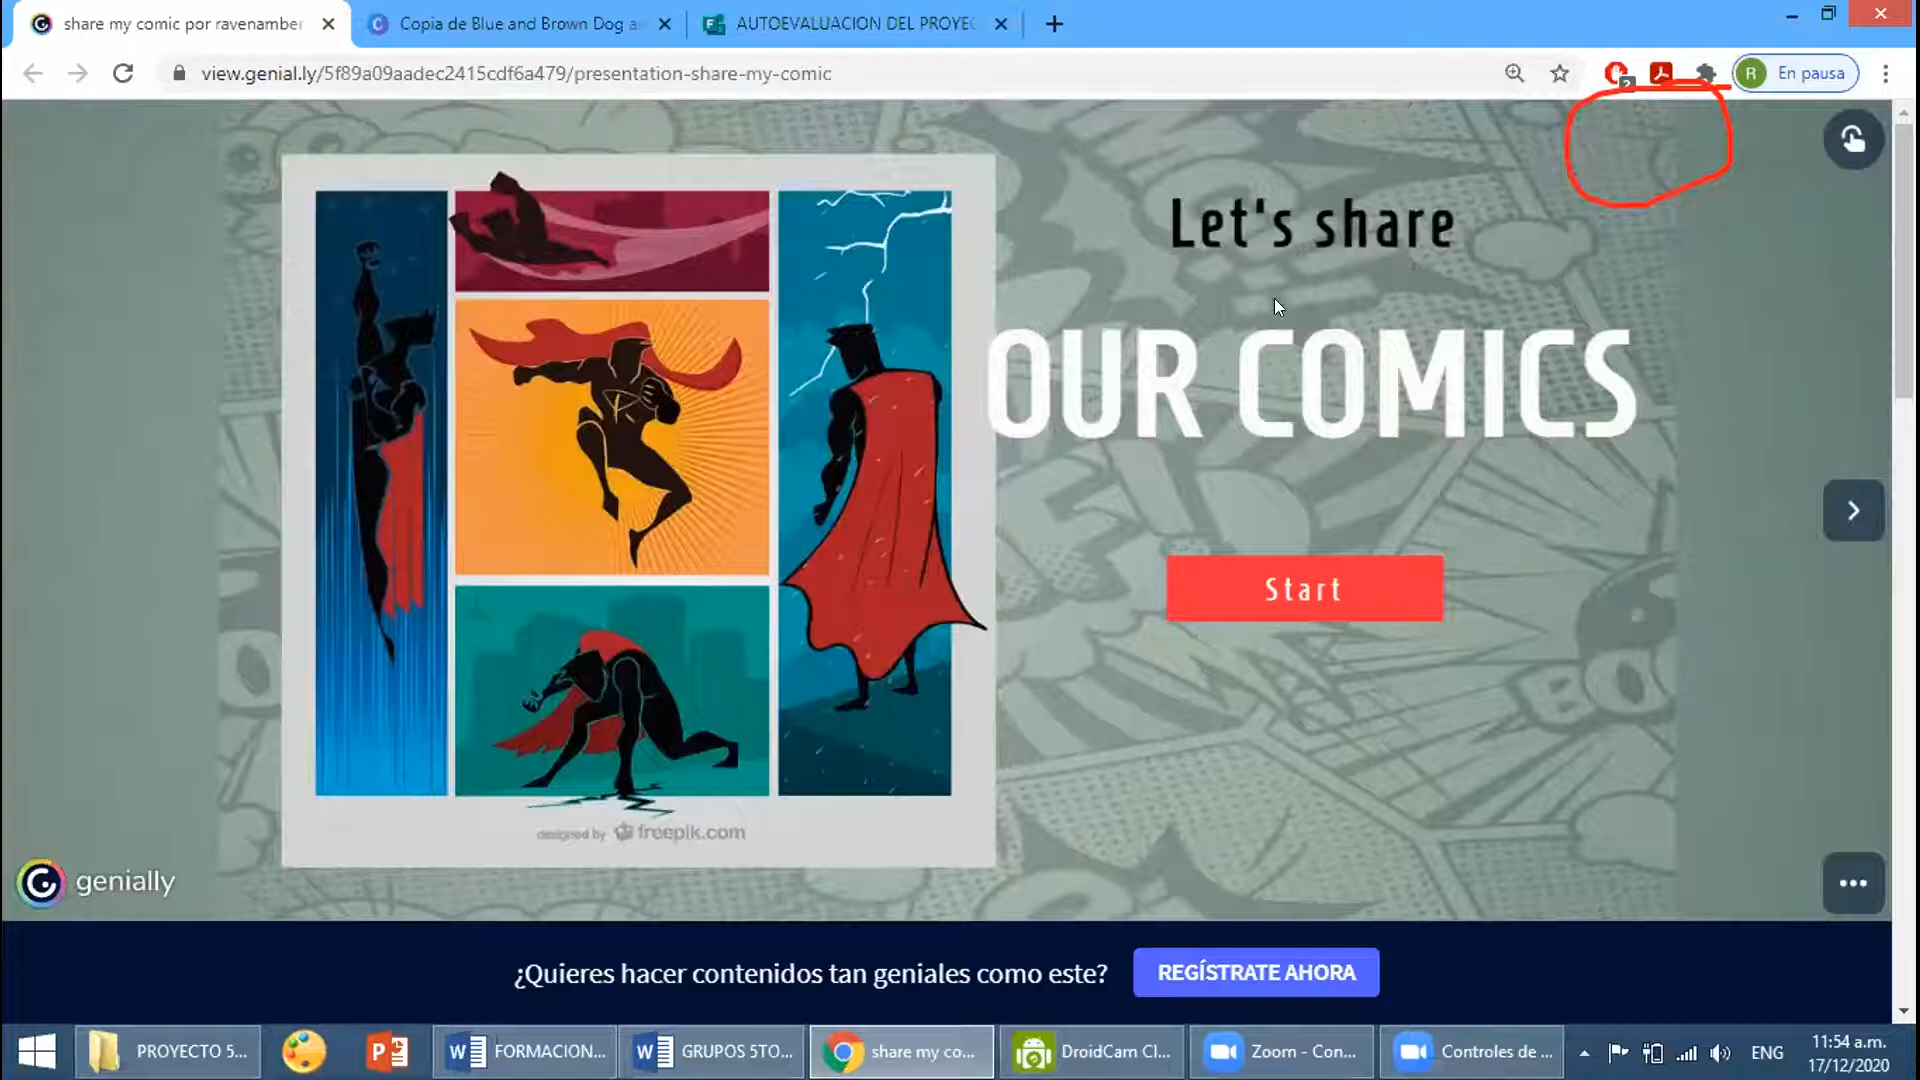 share my comic por ravenamber
Copia de Blue and Brown Dog a
AUTOEVALUACION DEL PROYEC
view.genial.ly/5f89a09aadec2415cdf6a479/presentation-share-my-comic
2
R
En pausa
Let's share
OUR COMICS
Start
designed by freepik.com
genially
¿Quieres hacer contenidos tan geniales como este?
REGÍSTRATE AHORA
PROYECTO 5...
FORMACION...
GRUPOS 5TO...
share my co...
DroidCam Cl...
Zoom - Con...
Controles de ...
ENG
11:54 a.m.
17/12/2020